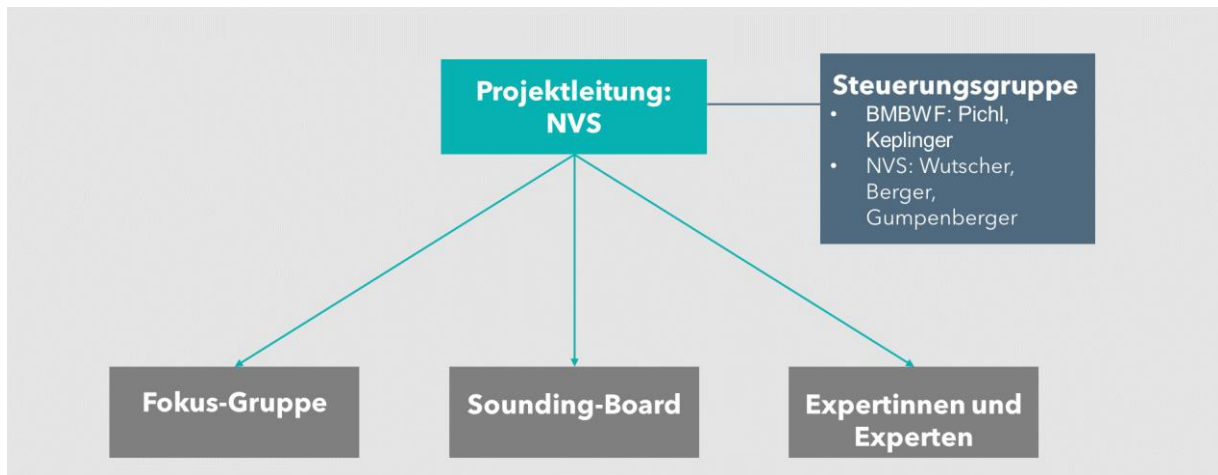 Projektleitung:
NVS
Steuerungsgruppe
• BMBWF: Pichl,
Keplinger
• NVS: Wutscher,
Berger,
Gumpenberger
Fokus-Gruppe
Sounding-Board
Expertinnen und
Experten